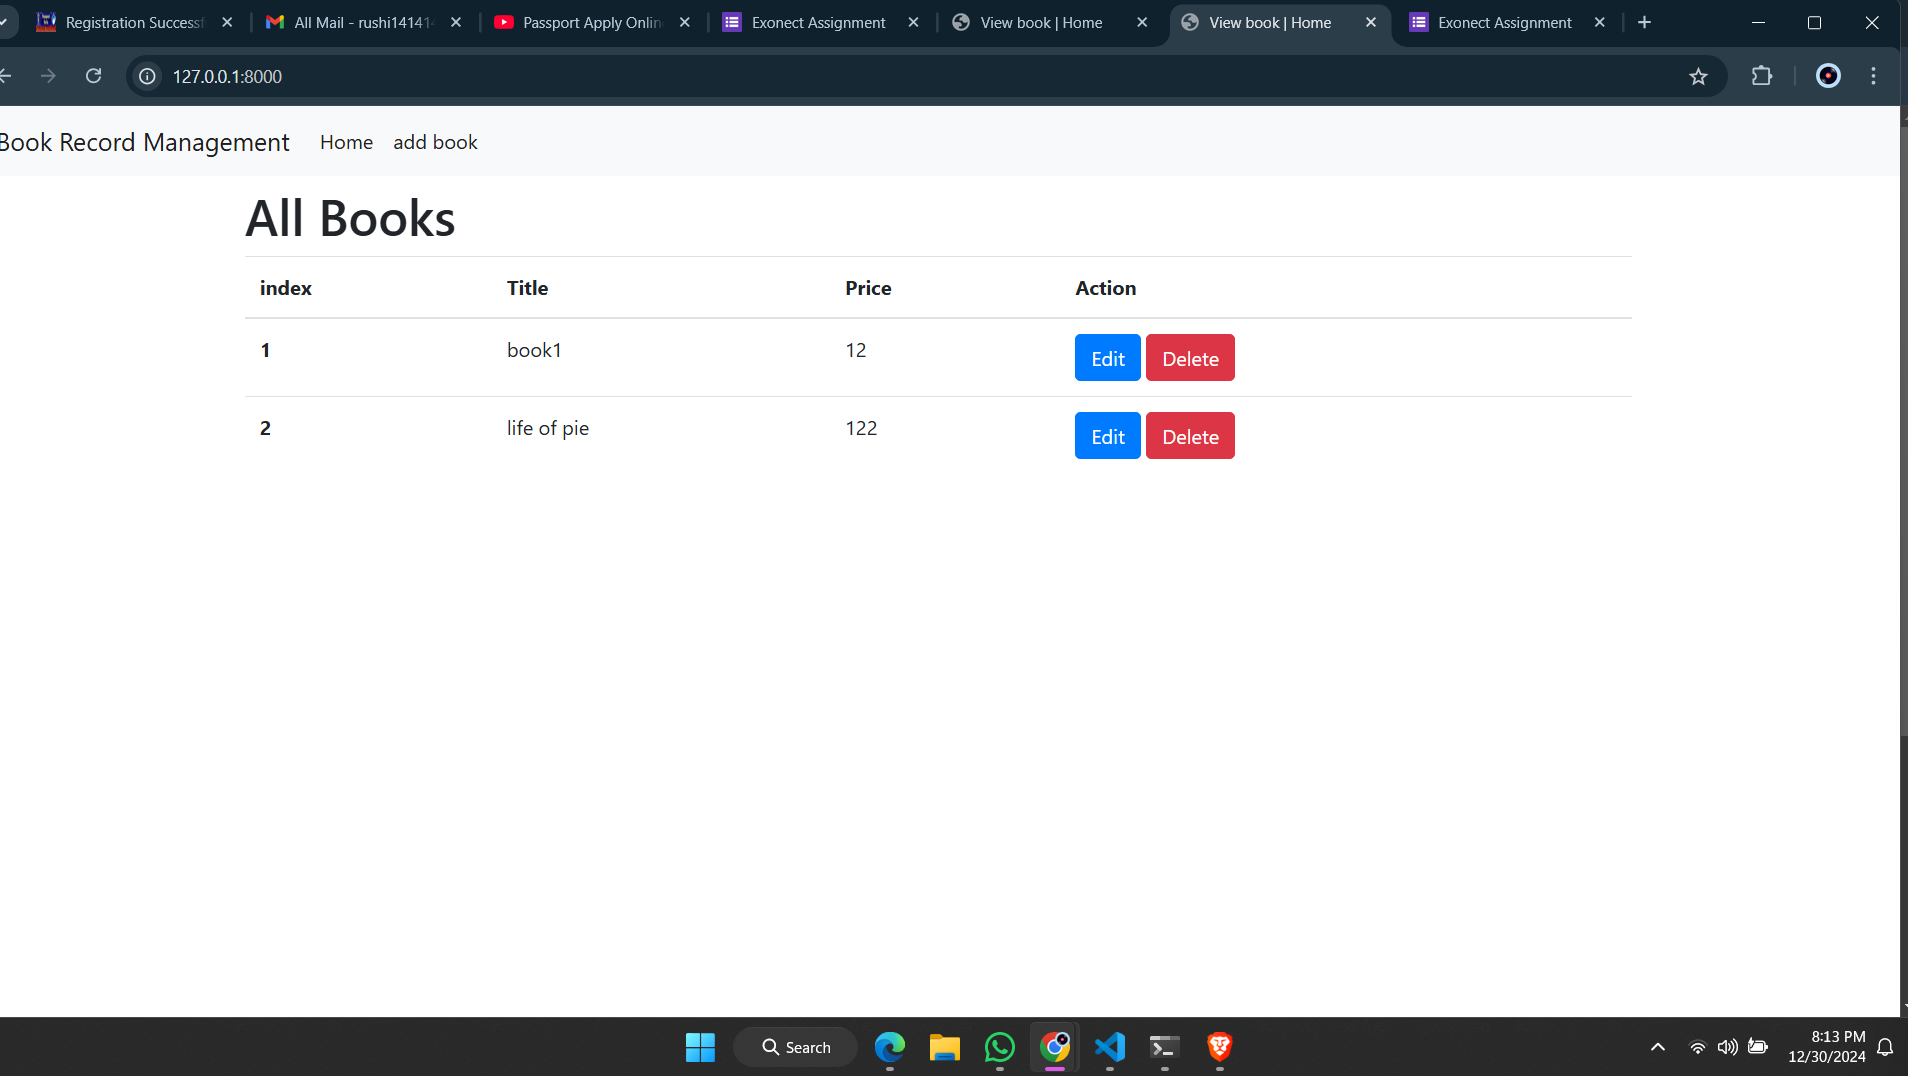 Registration Successf
All Mail - rushi14141
Passport Apply Onlin
Exonect Assignment
View book | Home
View book | Home
Exonect Assignment
127.0.0.1:8000
Book Record Management Home add book
All Books
index Title Price Action
1 book1 12 Edit Delete
2 life of pie 122 Edit Delete
Search
8:13 PM
12/30/2024